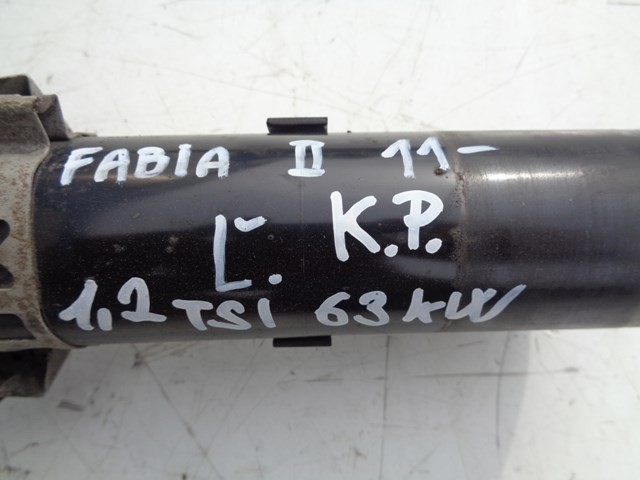 FABIA II 11-
Ľ. K.P.
1,2 TSi 63 kW